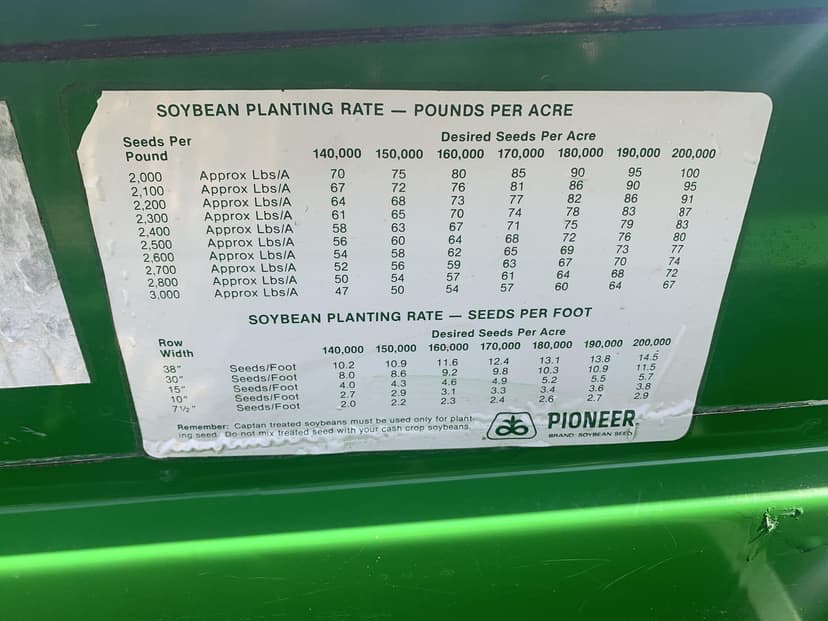 SOYBEAN PLANTING RATE — POUNDS PER ACRE
Seeds Per Pound Desired Seeds Per Acre
140,000 150,000 160,000 170,000 180,000 190,000 200,000
2,000 Approx Lbs/A 70 75 80 85 90 95 100
2,100 Approx Lbs/A 67 72 76 81 86 90 95
2,200 Approx Lbs/A 64 68 73 77 82 86 91
2,300 Approx Lbs/A 61 65 70 74 78 83 87
2,400 Approx Lbs/A 58 63 67 71 75 79 83
2,500 Approx Lbs/A 56 60 64 68 72 76 80
2,600 Approx Lbs/A 54 58 62 65 69 73 77
2,700 Approx Lbs/A 52 56 59 63 67 70 74
2,800 Approx Lbs/A 50 54 57 61 64 68 72
3,000 Approx Lbs/A 47 50 54 57 60 64 67
SOYBEAN PLANTING RATE — SEEDS PER FOOT
Row Width Desired Seeds Per Acre
140,000 150,000 160,000 170,000 180,000 190,000 200,000
38" Seeds/Foot 10.2 10.9 11.6 12.4 13.1 13.8 14.5
30" Seeds/Foot 8.0 8.6 9.2 9.8 10.3 10.9 11.5
15" Seeds/Foot 4.0 4.3 4.6 4.9 5.2 5.5 5.7
10" Seeds/Foot 2.7 2.9 3.1 3.3 3.4 3.6 3.8
7½" Seeds/Foot 2.0 2.2 2.3 2.4 2.6 2.7 2.9
Remember: Captan treated soybeans must be used only for plant-
ing seed. Do not mix treated seed with your cash crop soybeans.
PIONEER
BRAND·SOYBEAN SEED